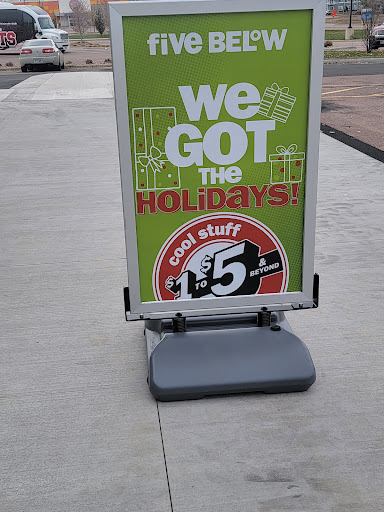 five BELOW
We
GOT
THE
HOLiDAYS!
cool stuff
$1 TO $5 & BEYOND